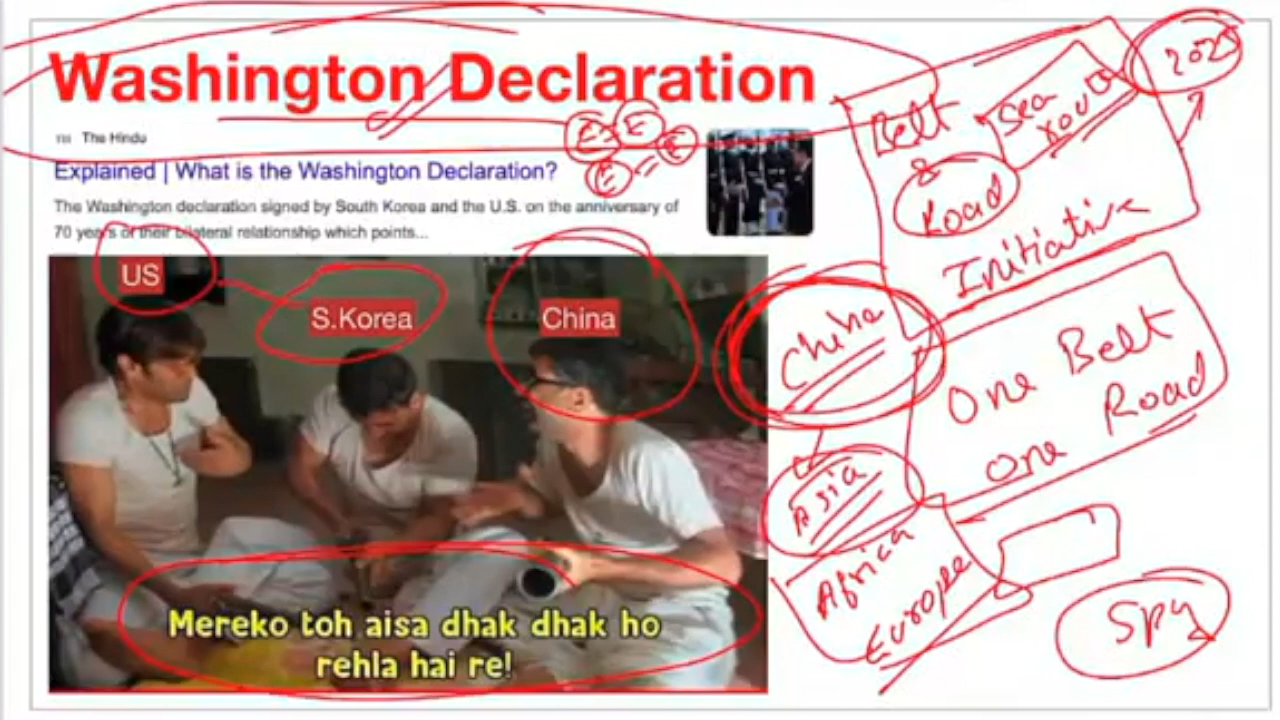 Washington Declaration
TH The Hindu
Explained | What is the Washington Declaration?
The Washington declaration signed by South Korea and the U.S. on the anniversary of
70 years of their bilateral relationship which points...
US
S.Korea
China
Mereko toh aisa dhak dhak ho
rehla hai re!
E E
E E
Belt
&
Road
Initiative
Sea
route
China
One Belt
One Road
Asia
Africa
Europe
Spy